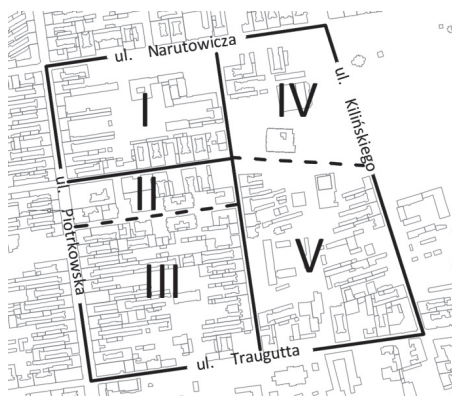 ul. Narutowicza
ul. Kilińskiego
I
IV
II
ul. Piotrkowska
III
V
ul. Traugutta